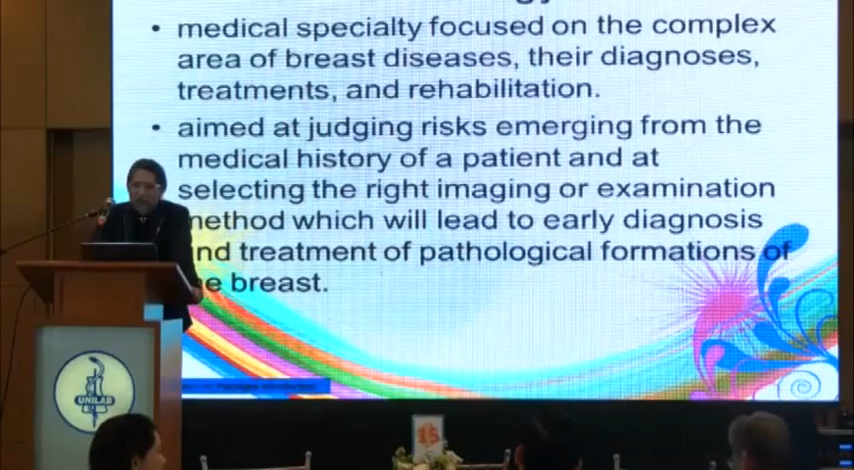 • medical specialty focused on the complex
area of breast diseases, their diagnoses,
treatments, and rehabilitation.
• aimed at judging risks emerging from the
medical history of a patient and at
selecting the right imaging or examination
method which will lead to early diagnosis
and treatment of pathological formations of
breast.
UNILAB
15